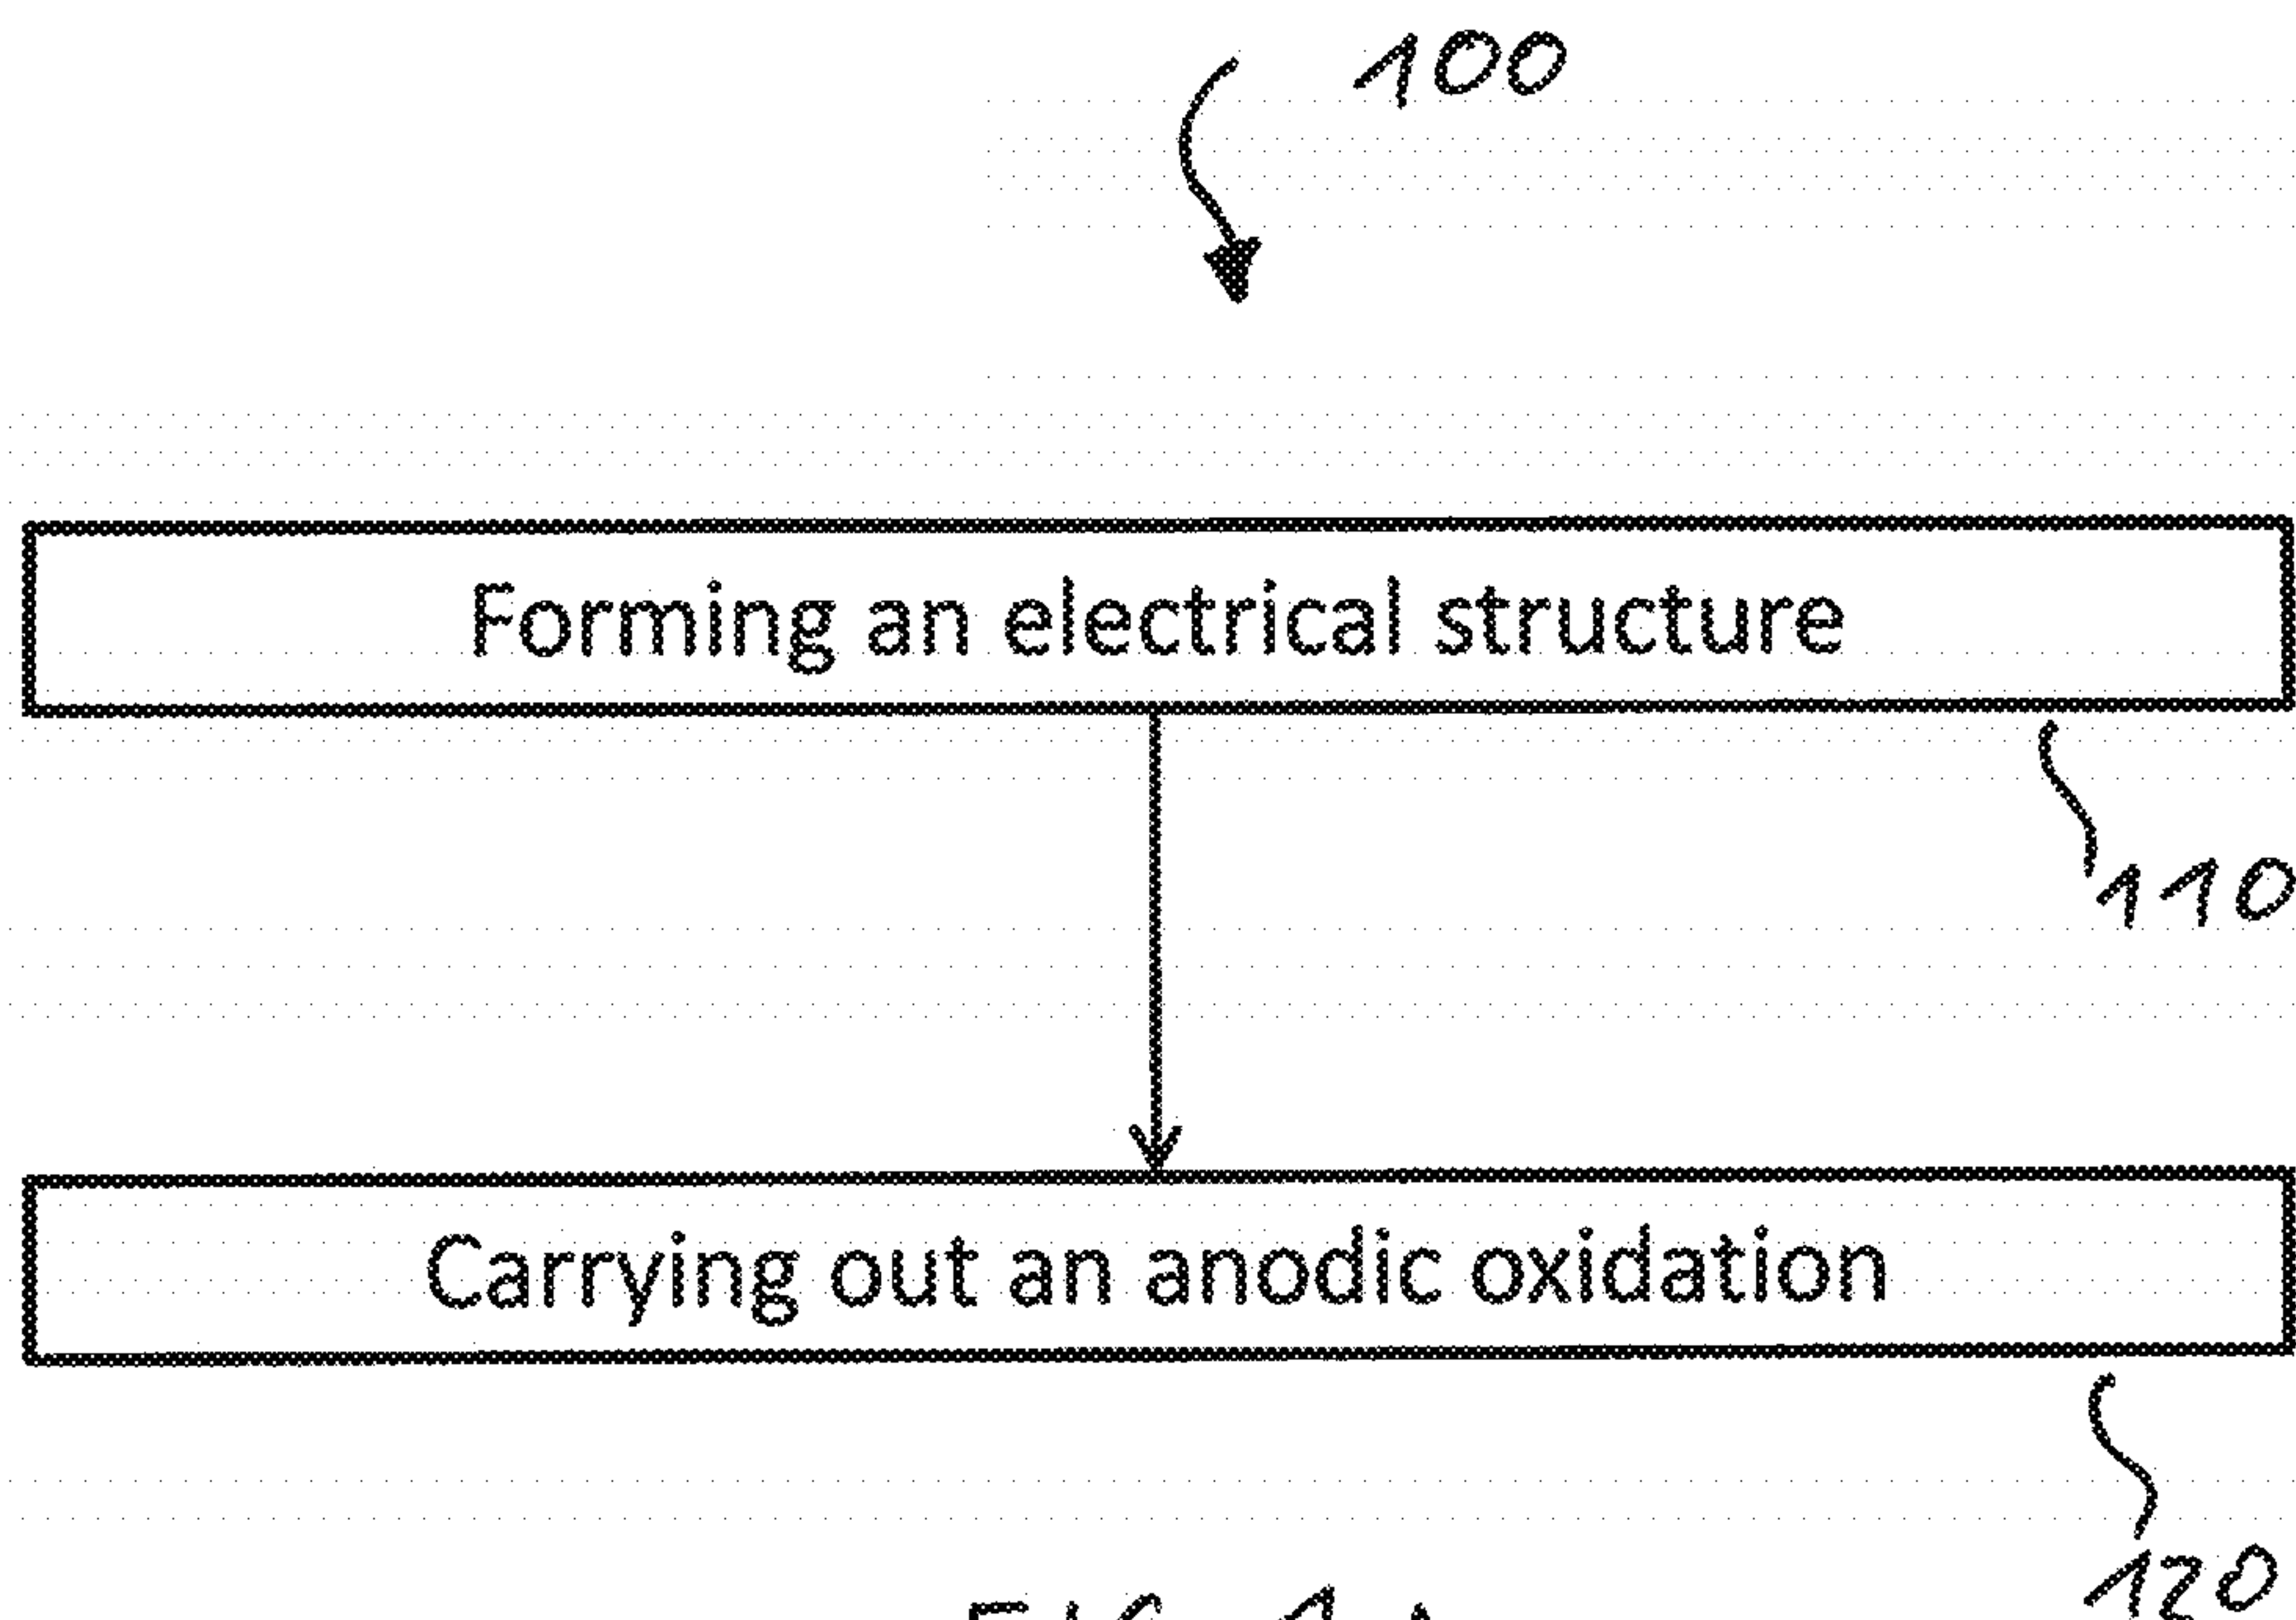 100
Forming an electrical structure
110
Carrying out an anodic oxidation
120